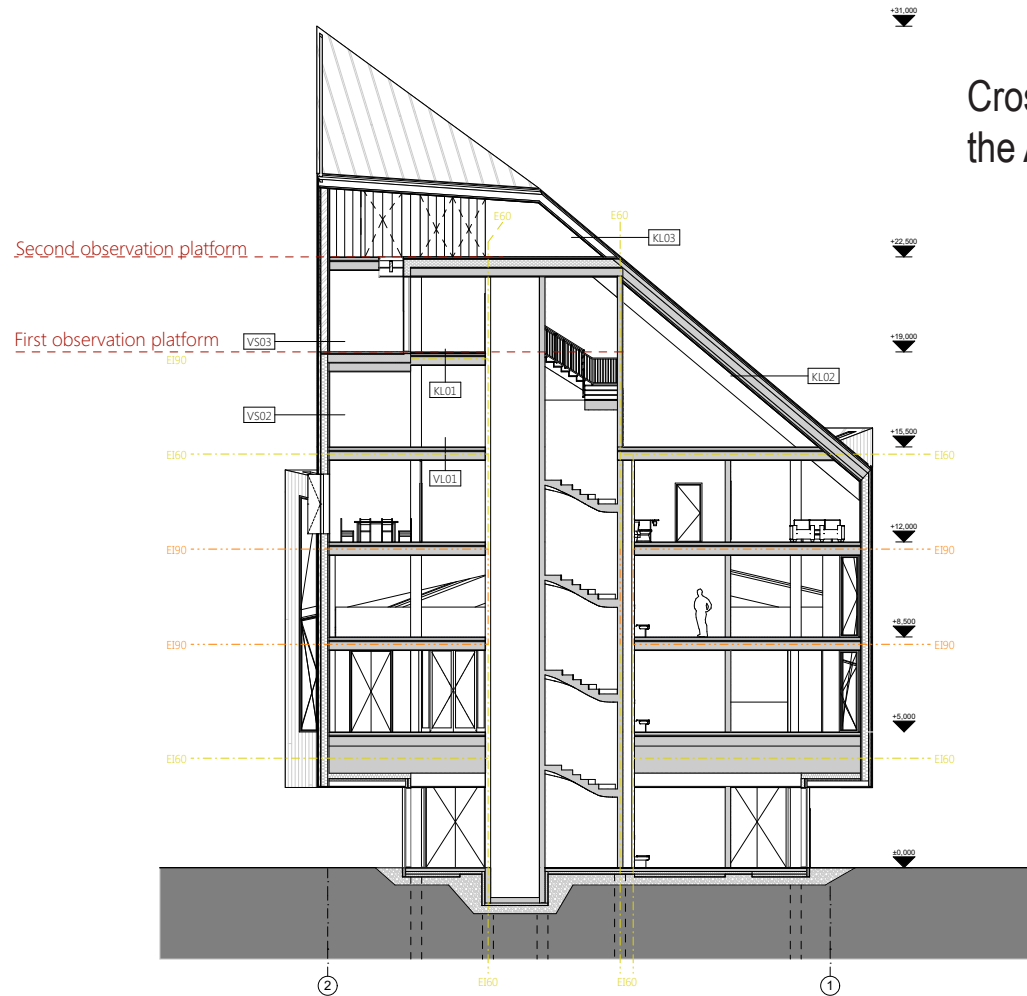 +31,000
Cros
the A
E60
E60
KL03
Second observation platform
+22,500
First observation platform
VS03
+19,000
EI90
KL01
KL02
VS02
+15,500
EI60
EI60
VL01
+12,000
EI90
EI90
+8,500
EI90
EI90
+5,000
EI60
EI60
±0,000
2
EI60
EI60
1